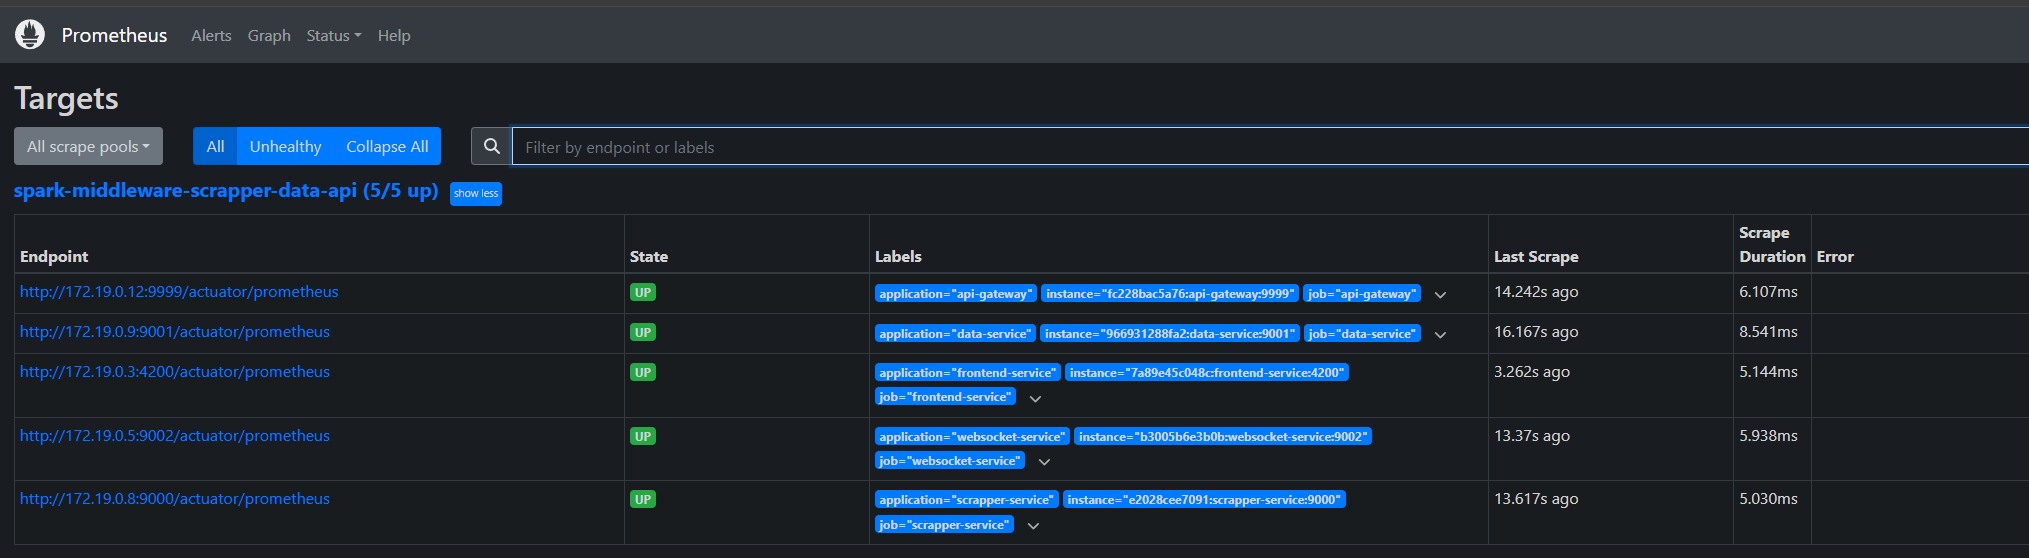 Prometheus Alerts Graph Status Help
Targets
All scrape pools All Unhealthy Collapse All Filter by endpoint or labels
spark-middleware-scrapper-data-api (5/5 up) show less
Endpoint State Labels Last Scrape Scrape Duration Error
http://172.19.0.12:9999/actuator/prometheus UP application="api-gateway" instance="fc228bac5a76:api-gateway:9999" job="api-gateway" 14.242s ago 6.107ms
http://172.19.0.9:9001/actuator/prometheus UP application="data-service" instance="966931288fa2:data-service:9001" job="data-service" 16.167s ago 8.541ms
http://172.19.0.3:4200/actuator/prometheus UP application="frontend-service" instance="7a89e45c048c:frontend-service:4200" 3.262s ago 5.144ms
job="frontend-service"
http://172.19.0.5:9002/actuator/prometheus UP application="websocket-service" instance="b3005b6e3b0b:websocket-service:9002" 13.37s ago 5.938ms
job="websocket-service"
http://172.19.0.8:9000/actuator/prometheus UP application="scrapper-service" instance="e2028cee7091:scrapper-service:9000" 13.617s ago 5.030ms
job="scrapper-service"